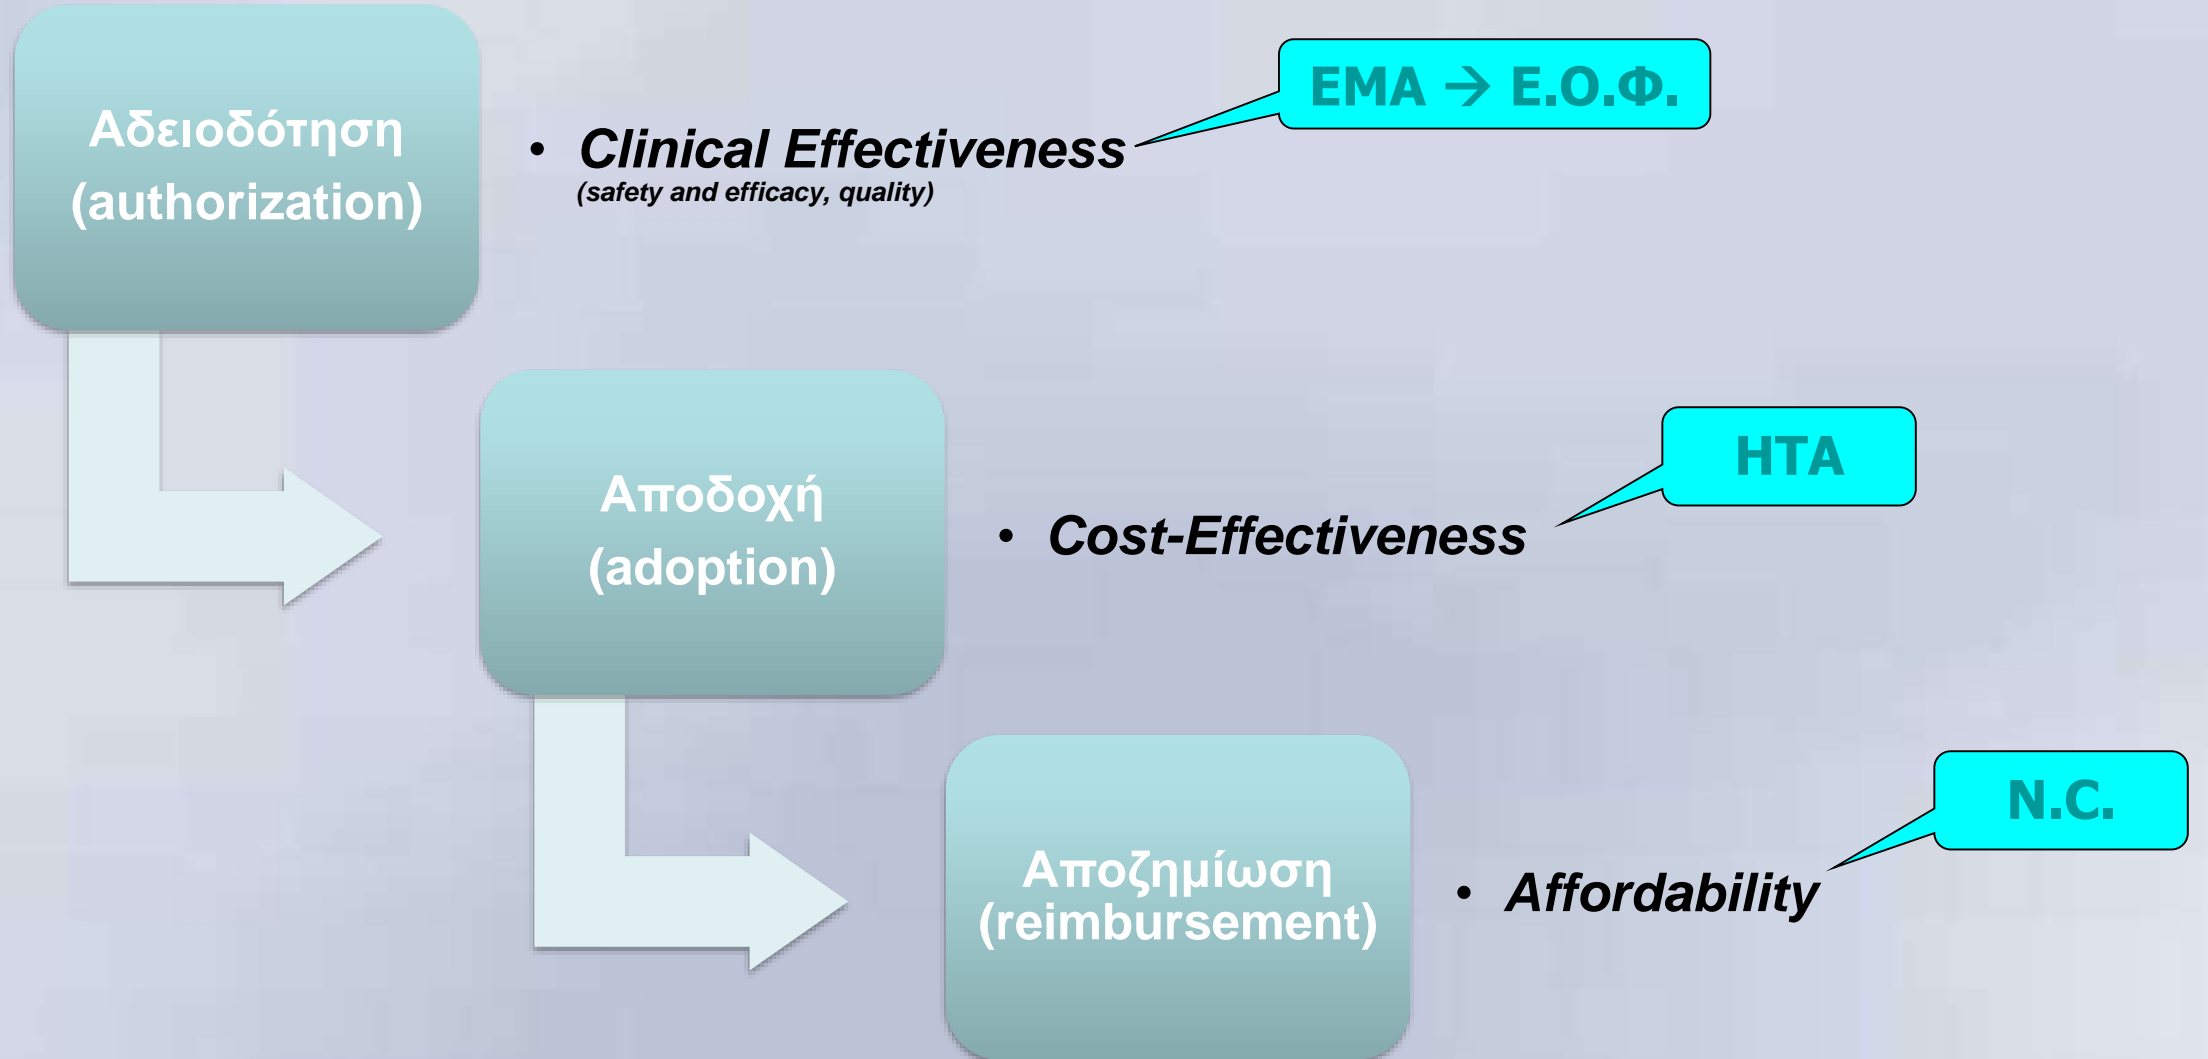 Αδειοδότηση
(authorization)
• Clinical Effectiveness
(safety and efficacy, quality)
EMA → Ε.Ο.Φ.
Αποδοχή
(adoption)
• Cost-Effectiveness
HTA
Αποζημίωση
(reimbursement)
• Affordability
N.C.